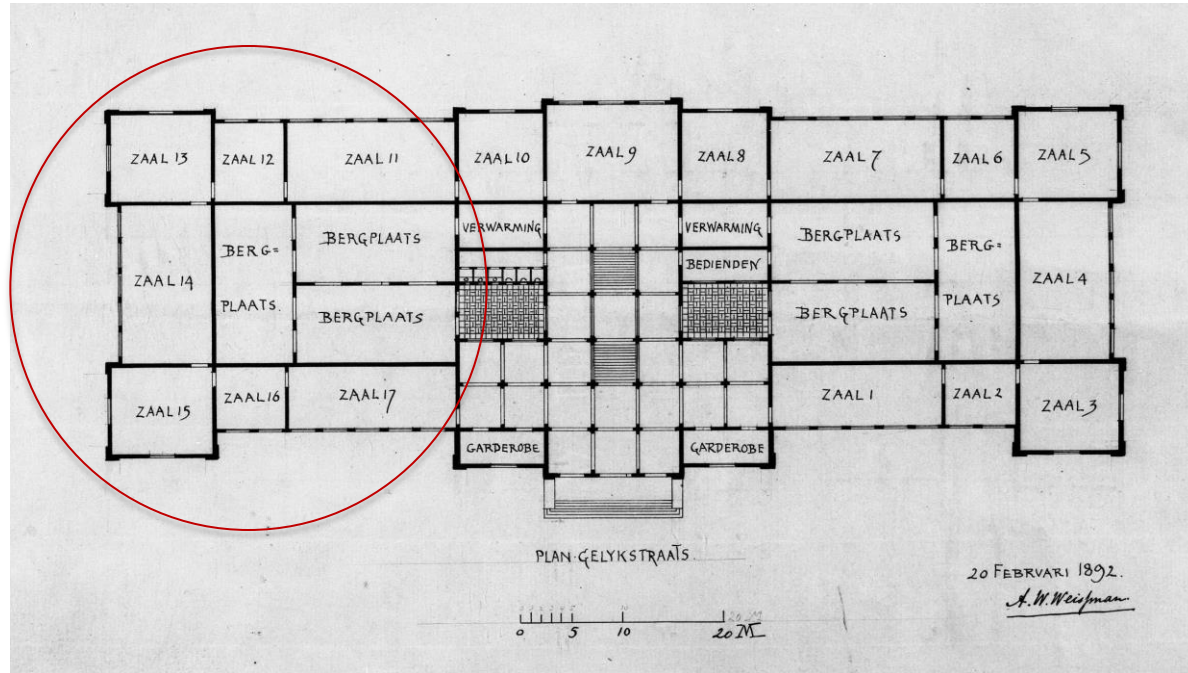 ZAAL 13
ZAAL 12
ZAAL 11
ZAAL 10
ZAAL 9
ZAAL 8
ZAAL 7
ZAAL 6
ZAAL 5
VERWARMING
VERWARMING
BERGPLAATS
BERGPLAATS
BERG=
PLAATS
BERG=
PLAATS
BEDIENDEN
ZAAL 14
ZAAL 4
BERGPLAATS
BERGPLAATS
ZAAL 15
ZAAL 16
ZAAL 17
ZAAL 1
ZAAL 2
ZAAL 3
GARDEROBE
GARDEROBE
PLAN·GELYKSTRAATS.
20 FEBRUARI 1892.
A.W.Weissman
0 5 10 20 M